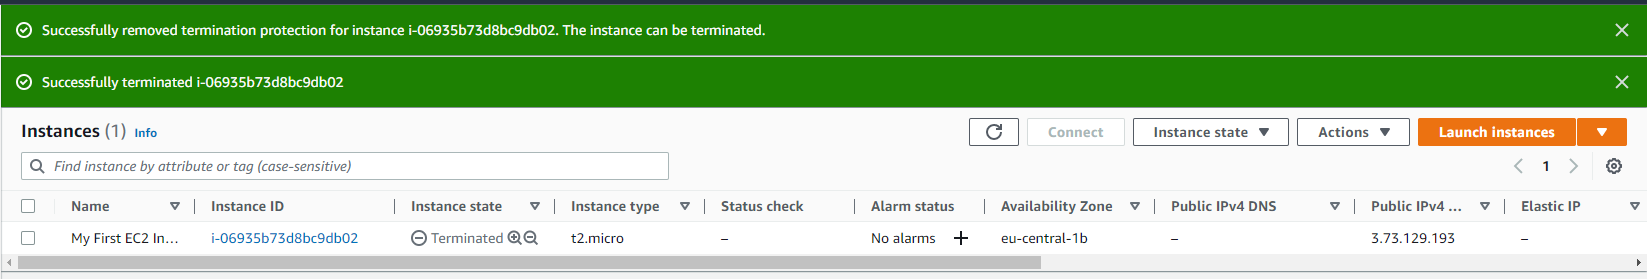 Successfully removed termination protection for instance i-06935b73d8bc9db02. The instance can be terminated.
Successfully terminated i-06935b73d8bc9db02
Instances (1) Info Connect Instance state Actions Launch instances
Find instance by attribute or tag (case-sensitive) 1
Name Instance ID Instance state Instance type Status check Alarm status Availability Zone Public IPv4 DNS Public IPv4 ... Elastic IP
My First EC2 In... i-06935b73d8bc9db02 Terminated t2.micro – No alarms + eu-central-1b – 3.73.129.193 –